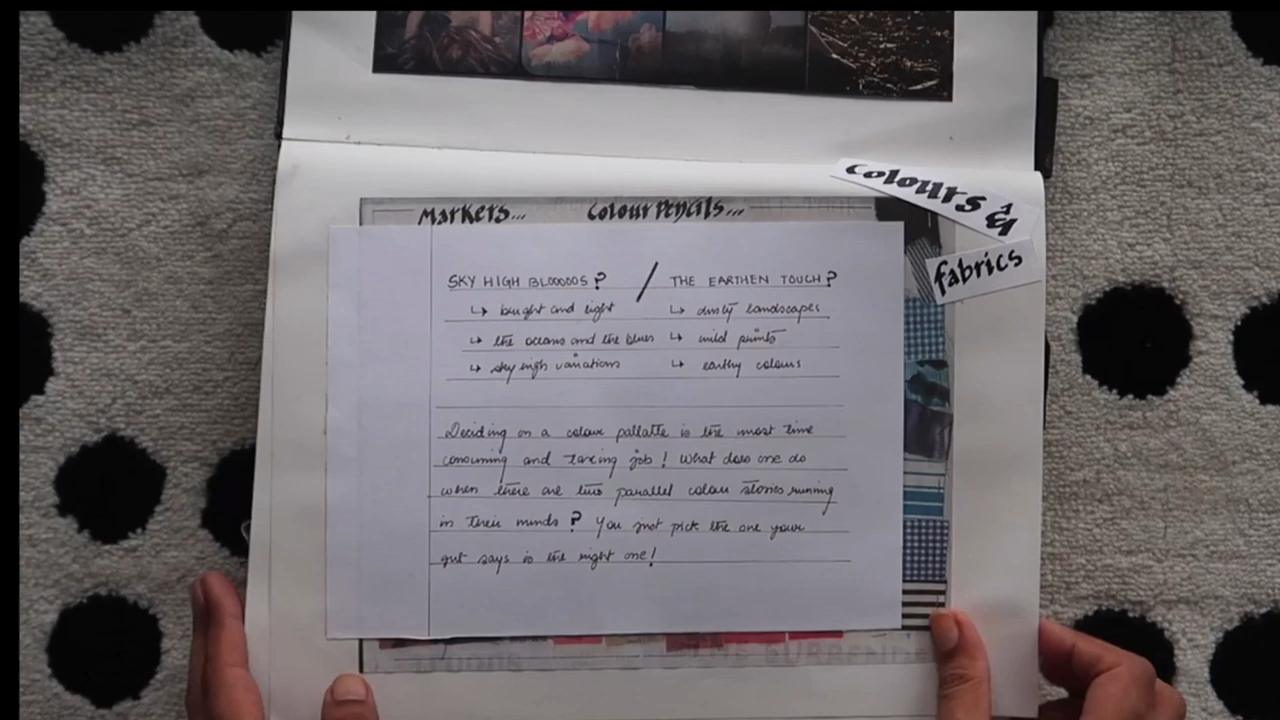 colours &
fabrics
Markers... Colour Pencils...
SKY HIGH BLOOOOS? / THE EARTHEN TOUCH?
↳ bright and light ↳ dusty landscapes
↳ the oceans and the blues ↳ mild prints
↳ sky high variations ↳ earthy colours
Deciding on a colour pallatte is the most time
consuming and taxing job! What does one do
when there are two parallel colour stories running
in their minds? You just pick the one your
gut says is the right one!